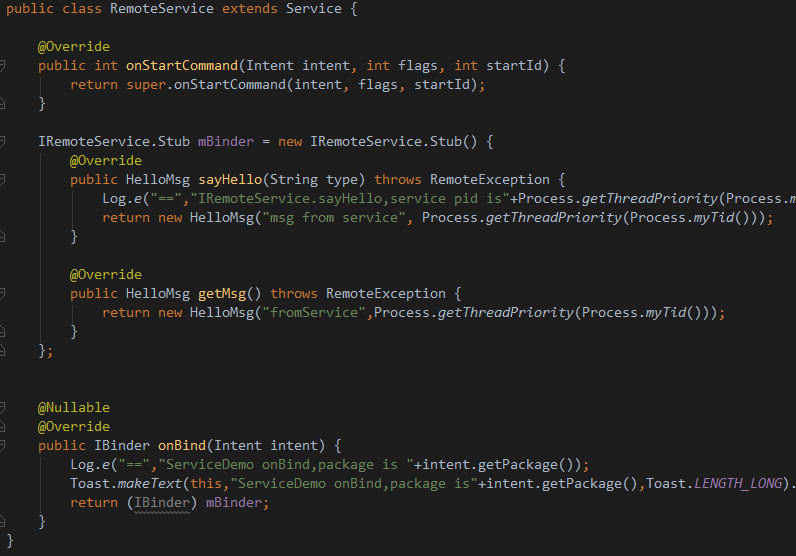 public class RemoteService extends Service {
@Override
public int onStartCommand(Intent intent, int flags, int startId) {
return super.onStartCommand(intent, flags, startId);
}
IRemoteService.Stub mBinder = new IRemoteService.Stub() {
@Override
public HelloMsg sayHello(String type) throws RemoteException {
Log.e("==","IRemoteService.sayHello,service pid is"+Process.getThreadPriority(Process.m
return new HelloMsg("msg from service", Process.getThreadPriority(Process.myTid()));
}
@Override
public HelloMsg getMsg() throws RemoteException {
return new HelloMsg("fromService",Process.getThreadPriority(Process.myTid()));
}
};
@Nullable
@Override
public IBinder onBind(Intent intent) {
Log.e("==","ServiceDemo onBind,package is "+intent.getPackage());
Toast.makeText(this,"ServiceDemo onBind,package is"+intent.getPackage(),Toast.LENGTH_LONG).
return (IBinder) mBinder;
}
}